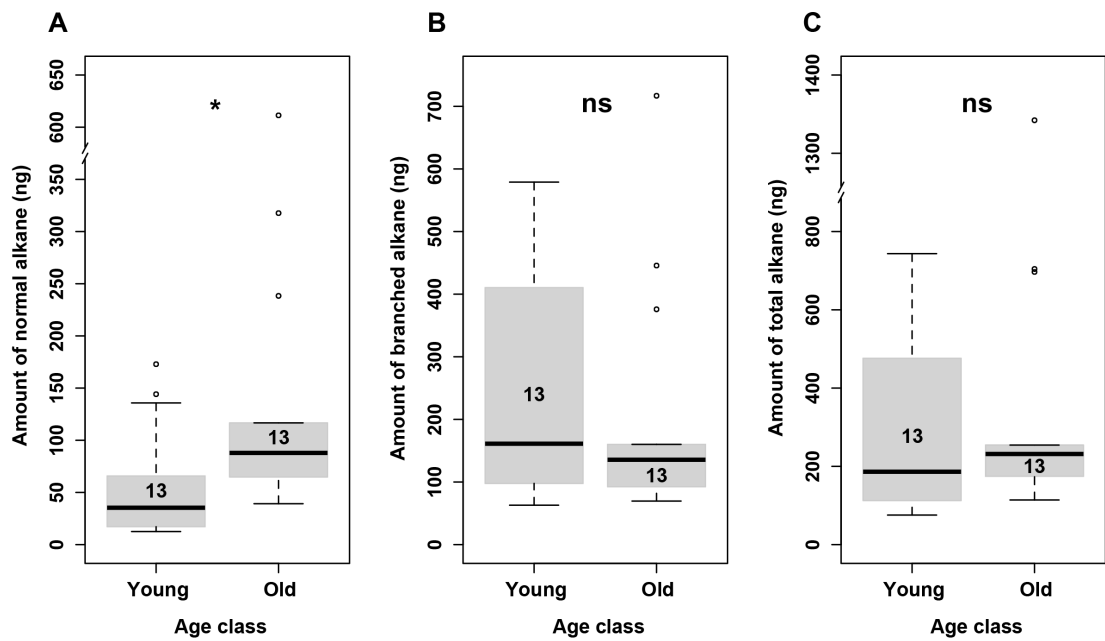 A
Amount of normal alkane (ng)
650
600
350
300
250
200
150
100
50
0
*
13
13
Young
Old
Age class
B
Amount of branched alkane (ng)
700
600
500
400
300
200
100
0
ns
13
13
Young
Old
Age class
C
Amount of total alkane (ng)
1400
1300
800
600
400
200
0
ns
13
13
Young
Old
Age class